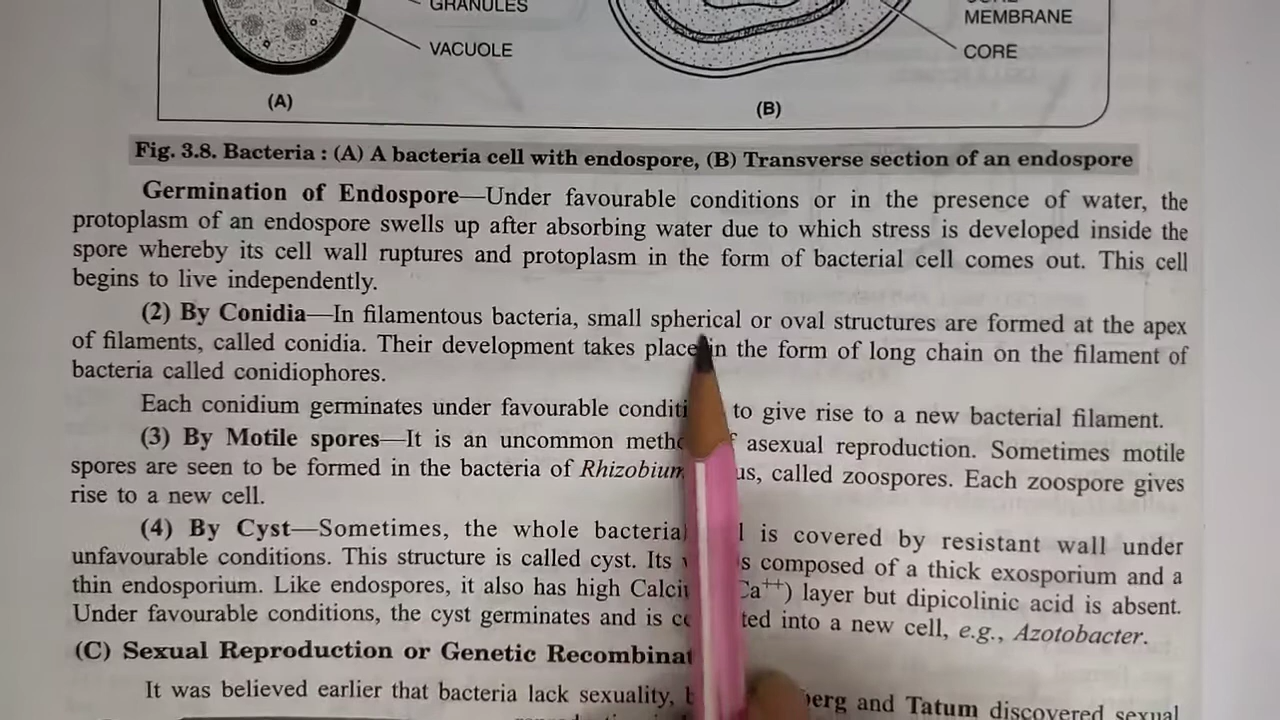 GRANULES
VACUOLE
MEMBRANE
CORE
(A)
(B)
Fig. 3.8. Bacteria : (A) A bacteria cell with endospore, (B) Transverse section of an endospore
Germination of Endospore—Under favourable conditions or in the presence of water, the
protoplasm of an endospore swells up after absorbing water due to which stress is developed inside the
spore whereby its cell wall ruptures and protoplasm in the form of bacterial cell comes out. This cell
begins to live independently.
(2) By Conidia—In filamentous bacteria, small spherical or oval structures are formed at the apex
of filaments, called conidia. Their development takes place in the form of long chain on the filament of
bacteria called conidiophores.
Each conidium germinates under favourable to give rise to a new bacterial filament.
(3) By Motile spores—It is an uncommon asexual reproduction. Sometimes motile
spores are seen to be formed in the bacteria of Rhizobium called zoospores. Each zoospore gives
rise to a new cell.
(4) By Cyst—Sometimes, the whole bacterial is covered by resistant wall under
unfavourable conditions. This structure is called cyst. Its composed of a thick exosporium and a
thin endosporium. Like endospores, it also has high (Ca++) layer but dipicolinic acid is absent.
Under favourable conditions, the cyst germinates and is into a new cell, e.g., Azotobacter.
(C) Sexual Reproduction or Genetic
It was believed earlier that bacteria lack sexuality, and Tatum discovered sexual